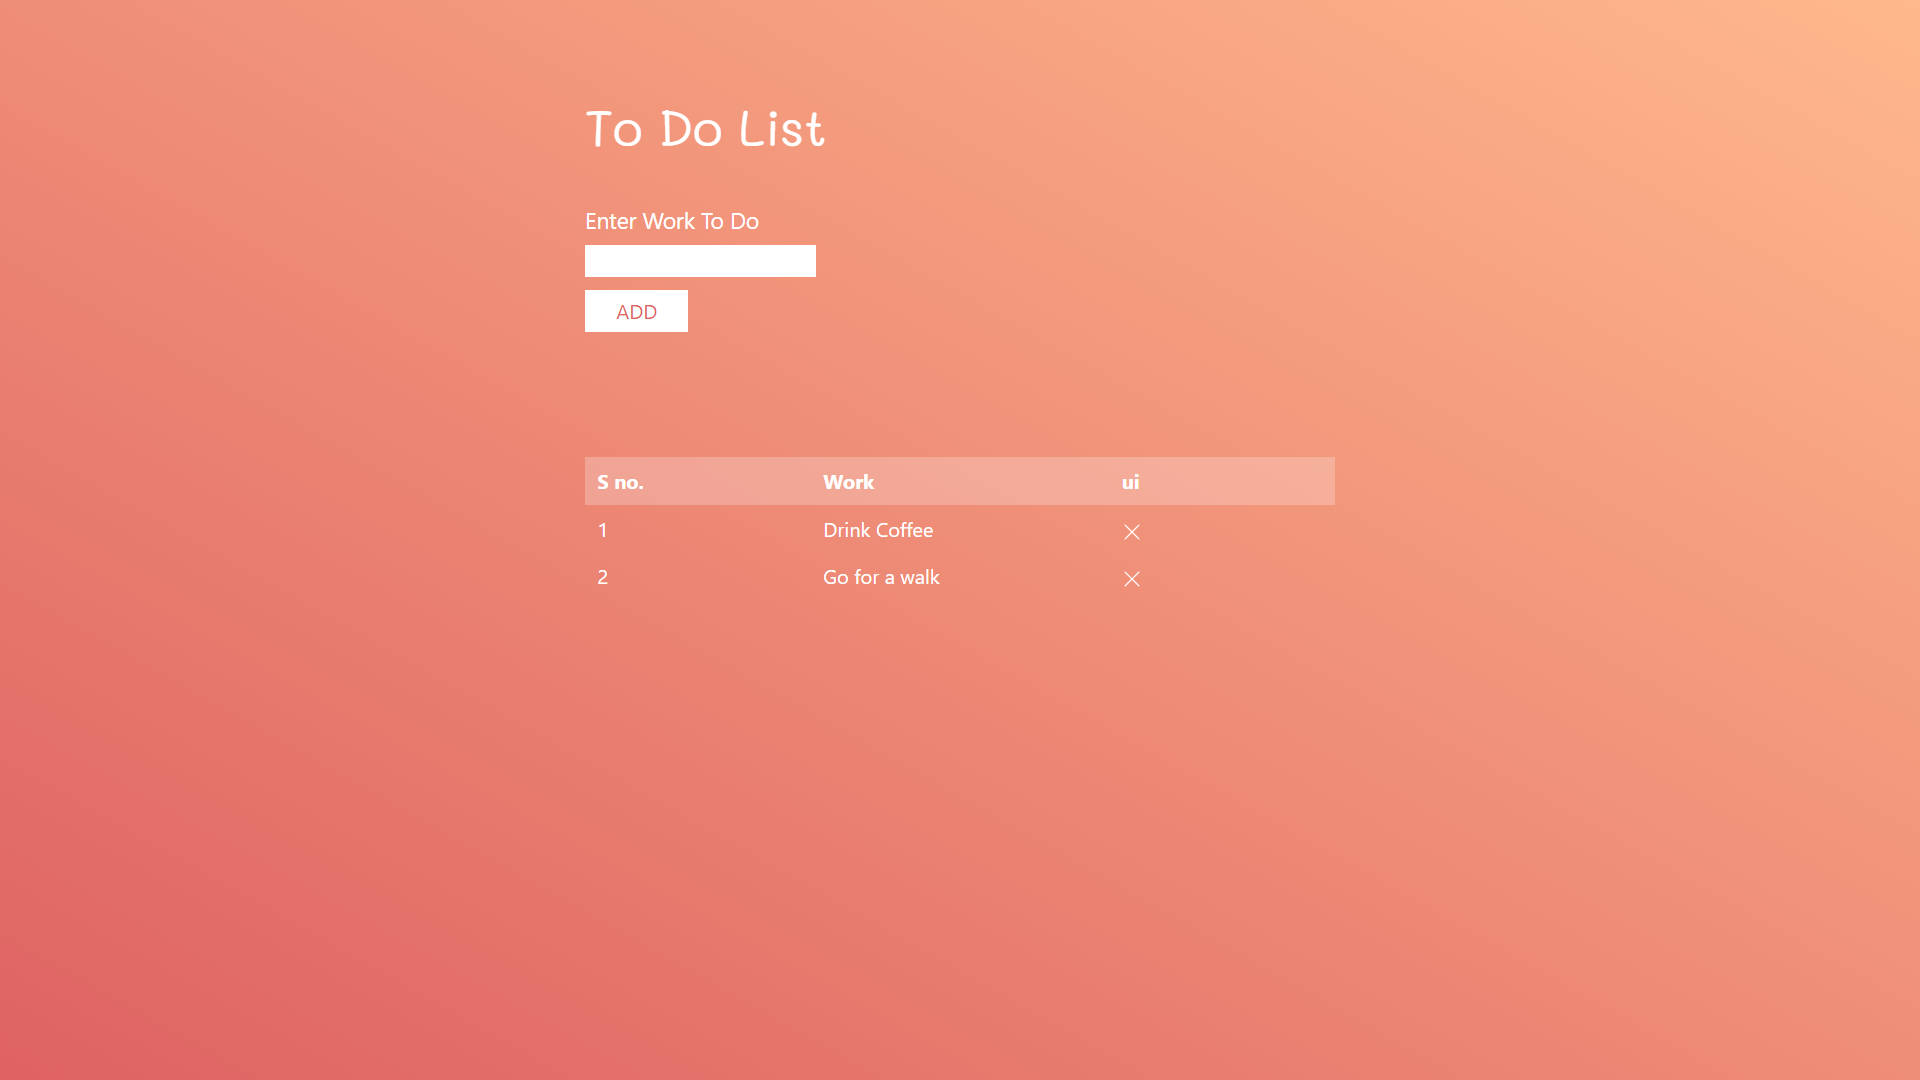 To Do List
Enter Work To Do
ADD
S no. Work ui
1 Drink Coffee
2 Go for a walk